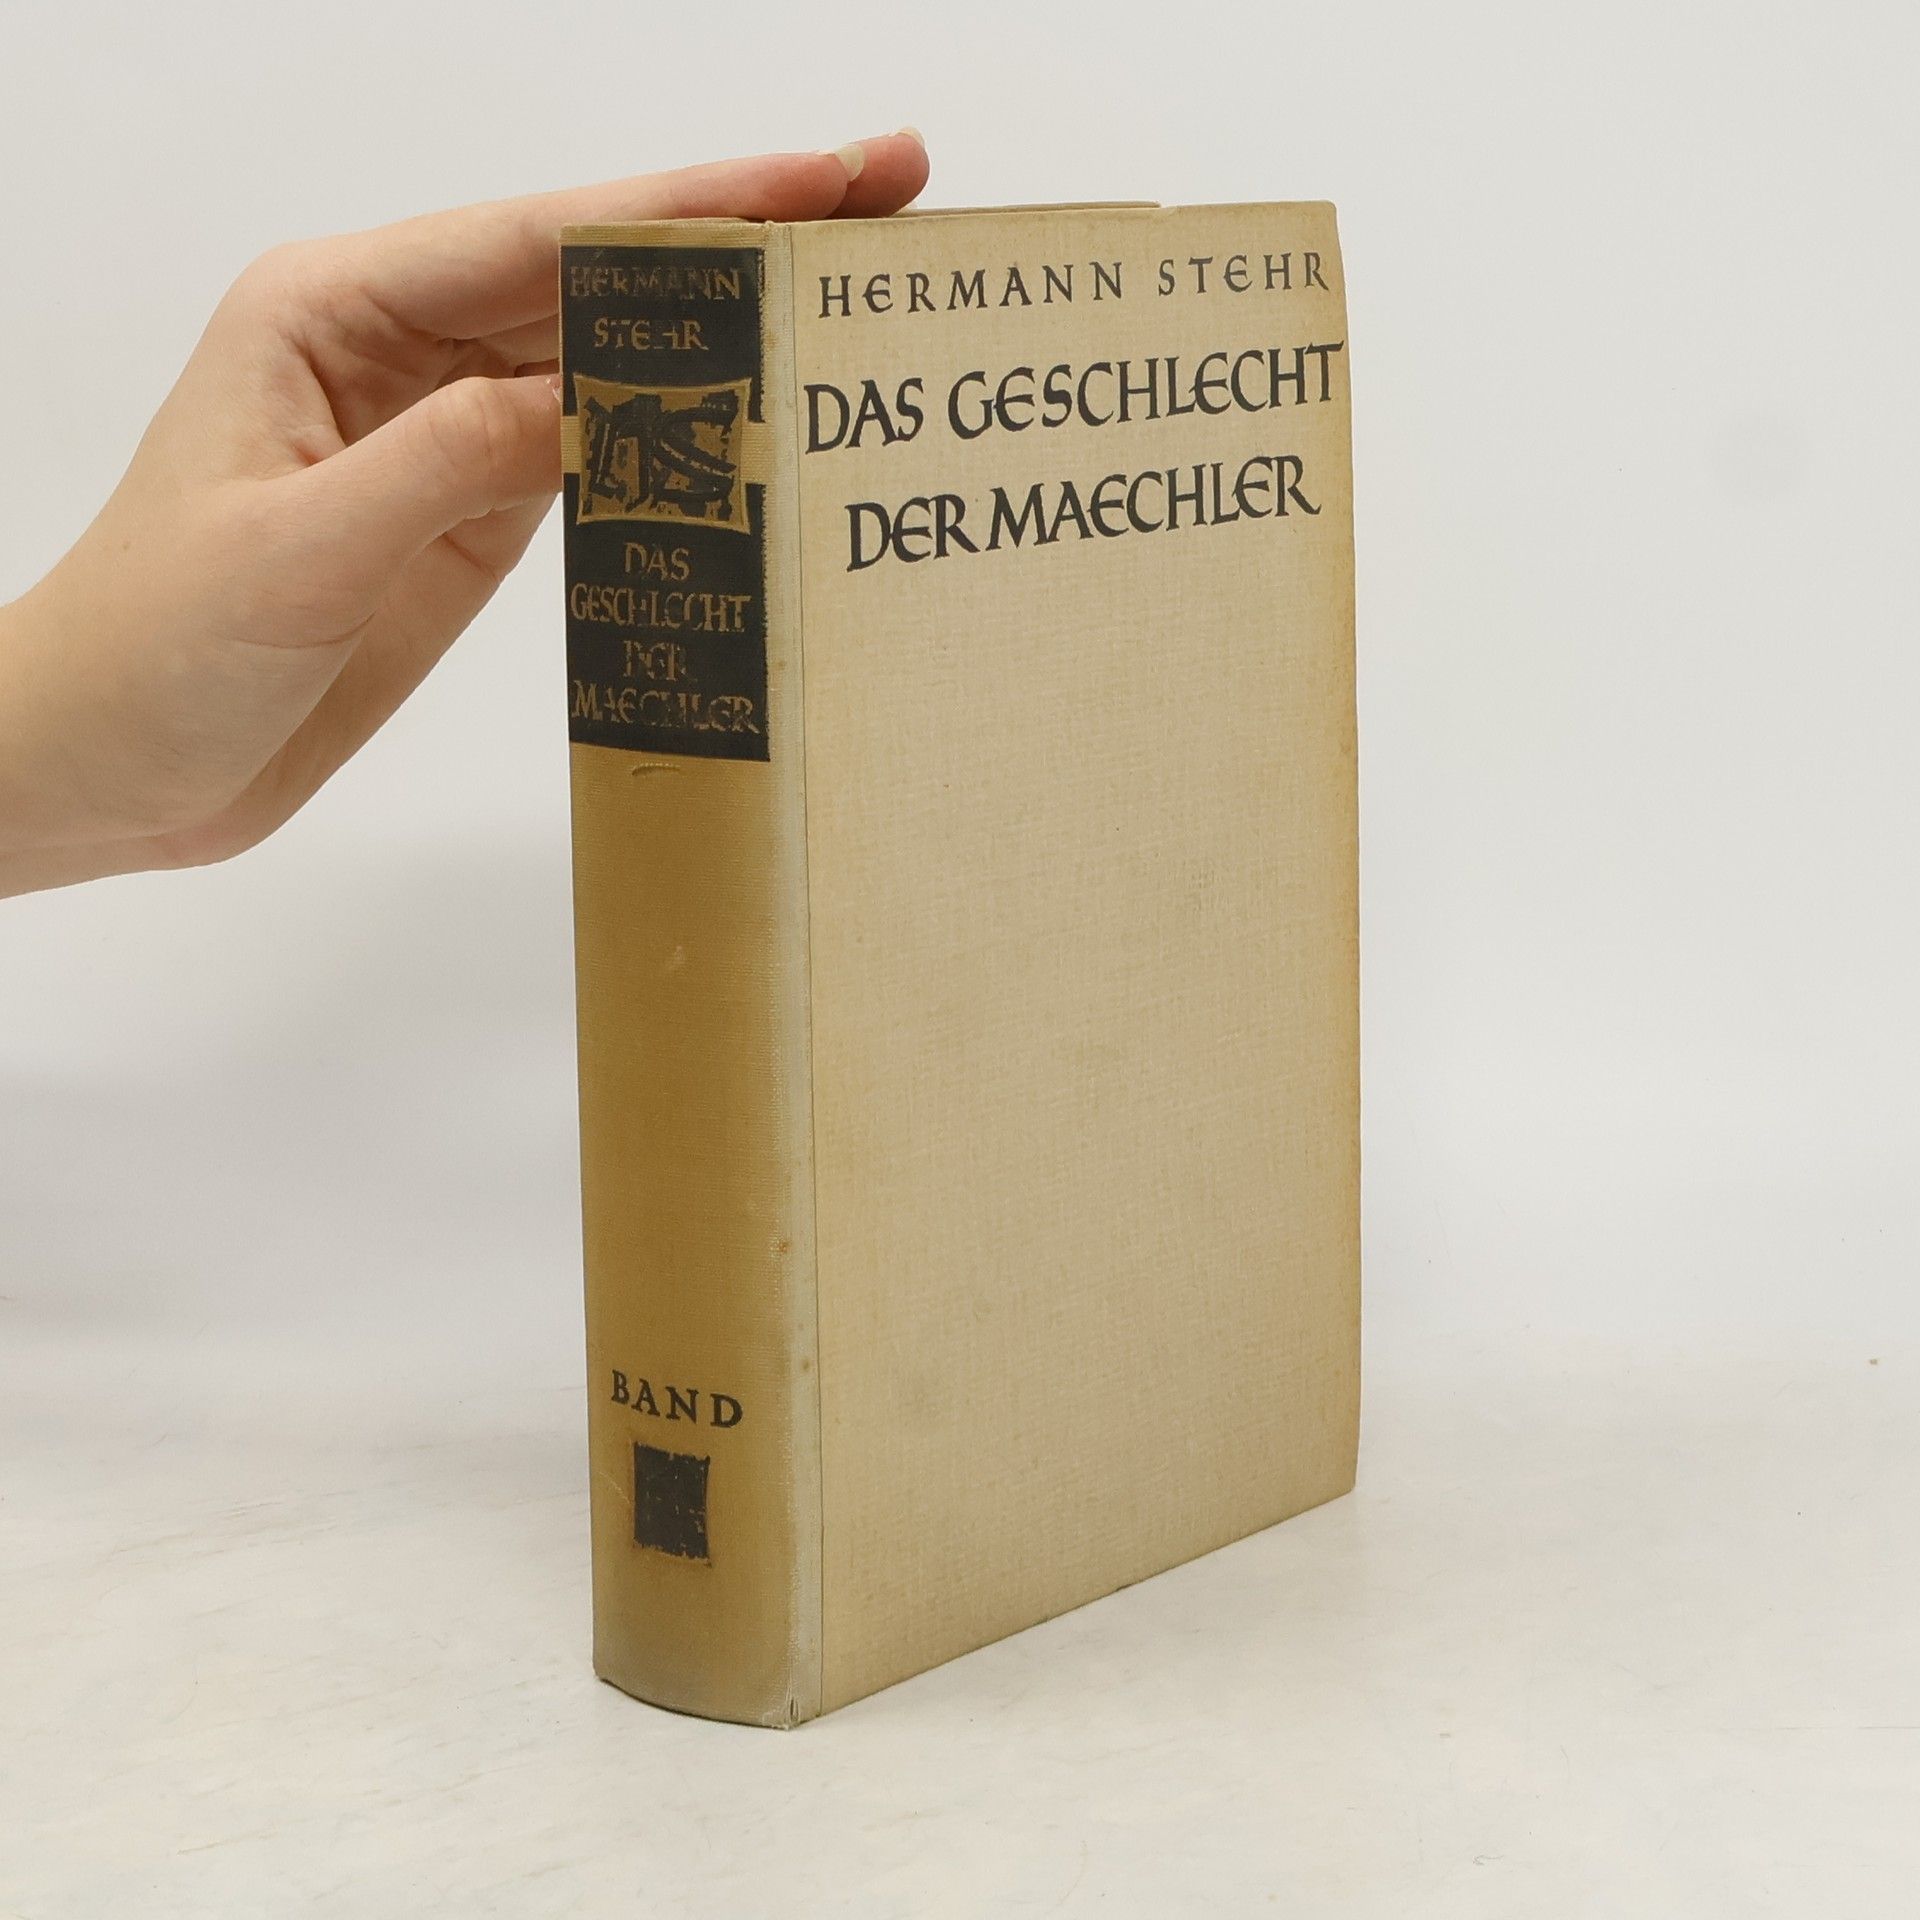 HERMANN
STEHR
DAS
GESCHLECHT
DER
MAECHLER
BAND
HERMANN STEHR
DAS GESCHLECHT
DER MAECHLER